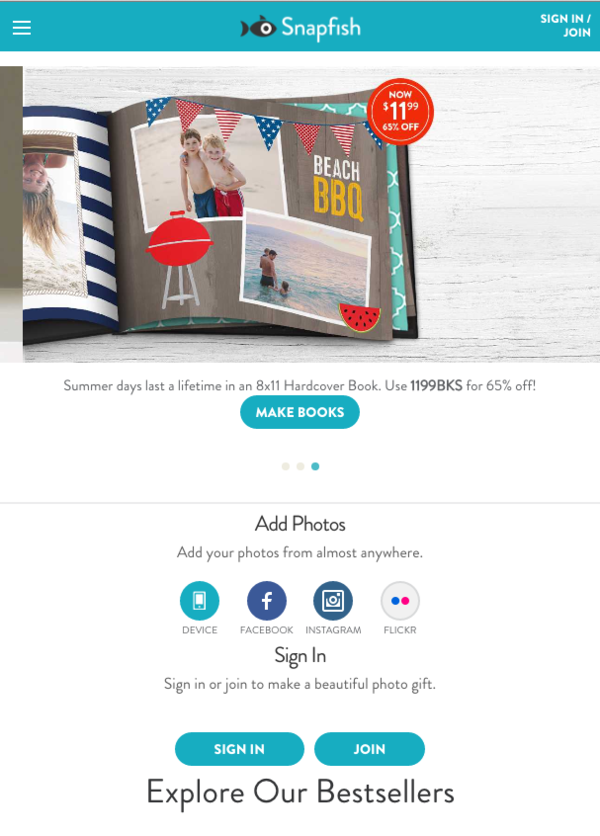 Snapfish
SIGN IN /
JOIN
NOW
$11.99
65% OFF
BEACH
BBQ
Summer days last a lifetime in an 8x11 Hardcover Book. Use 1199BKS for 65% off!
MAKE BOOKS
Add Photos
Add your photos from almost anywhere.
DEVICE
FACEBOOK
INSTAGRAM
FLICKR
Sign In
Sign in or join to make a beautiful photo gift.
SIGN IN
JOIN
Explore Our Bestsellers